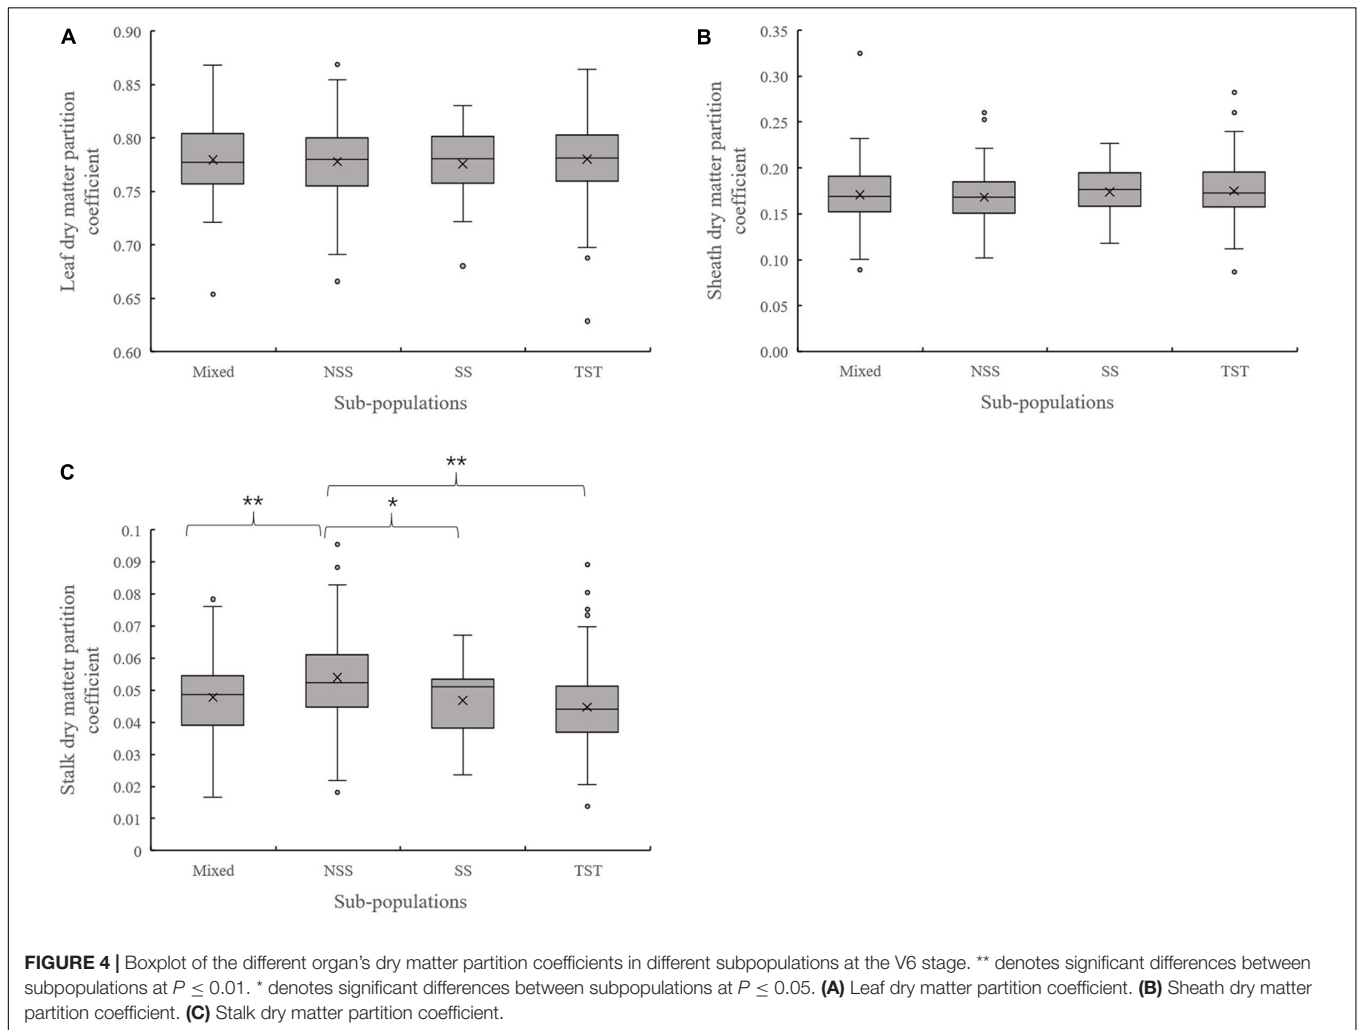 A
0.90
0.85
0.80
0.75
0.70
0.65
0.60
Leaf dry matter partition
coefficient
Mixed NSS SS TST
Sub-populations
B
0.35
0.30
0.25
0.20
0.15
0.10
0.05
0.00
Sheath dry matter partition
coefficient
Mixed NSS SS TST
Sub-populations
C
**
** *
0.1
0.09
0.08
0.07
0.06
0.05
0.04
0.03
0.02
0.01
0
Stalk dry mattetr partition
coefficient
Mixed NSS SS TST
Sub-populations
FIGURE 4 | Boxplot of the different organ’s dry matter partition coefficients in different subpopulations at the V6 stage. ** denotes significant differences between
subpopulations at P ≤ 0.01. * denotes significant differences between subpopulations at P ≤ 0.05. (A) Leaf dry matter partition coefficient. (B) Sheath dry matter
partition coefficient. (C) Stalk dry matter partition coefficient.